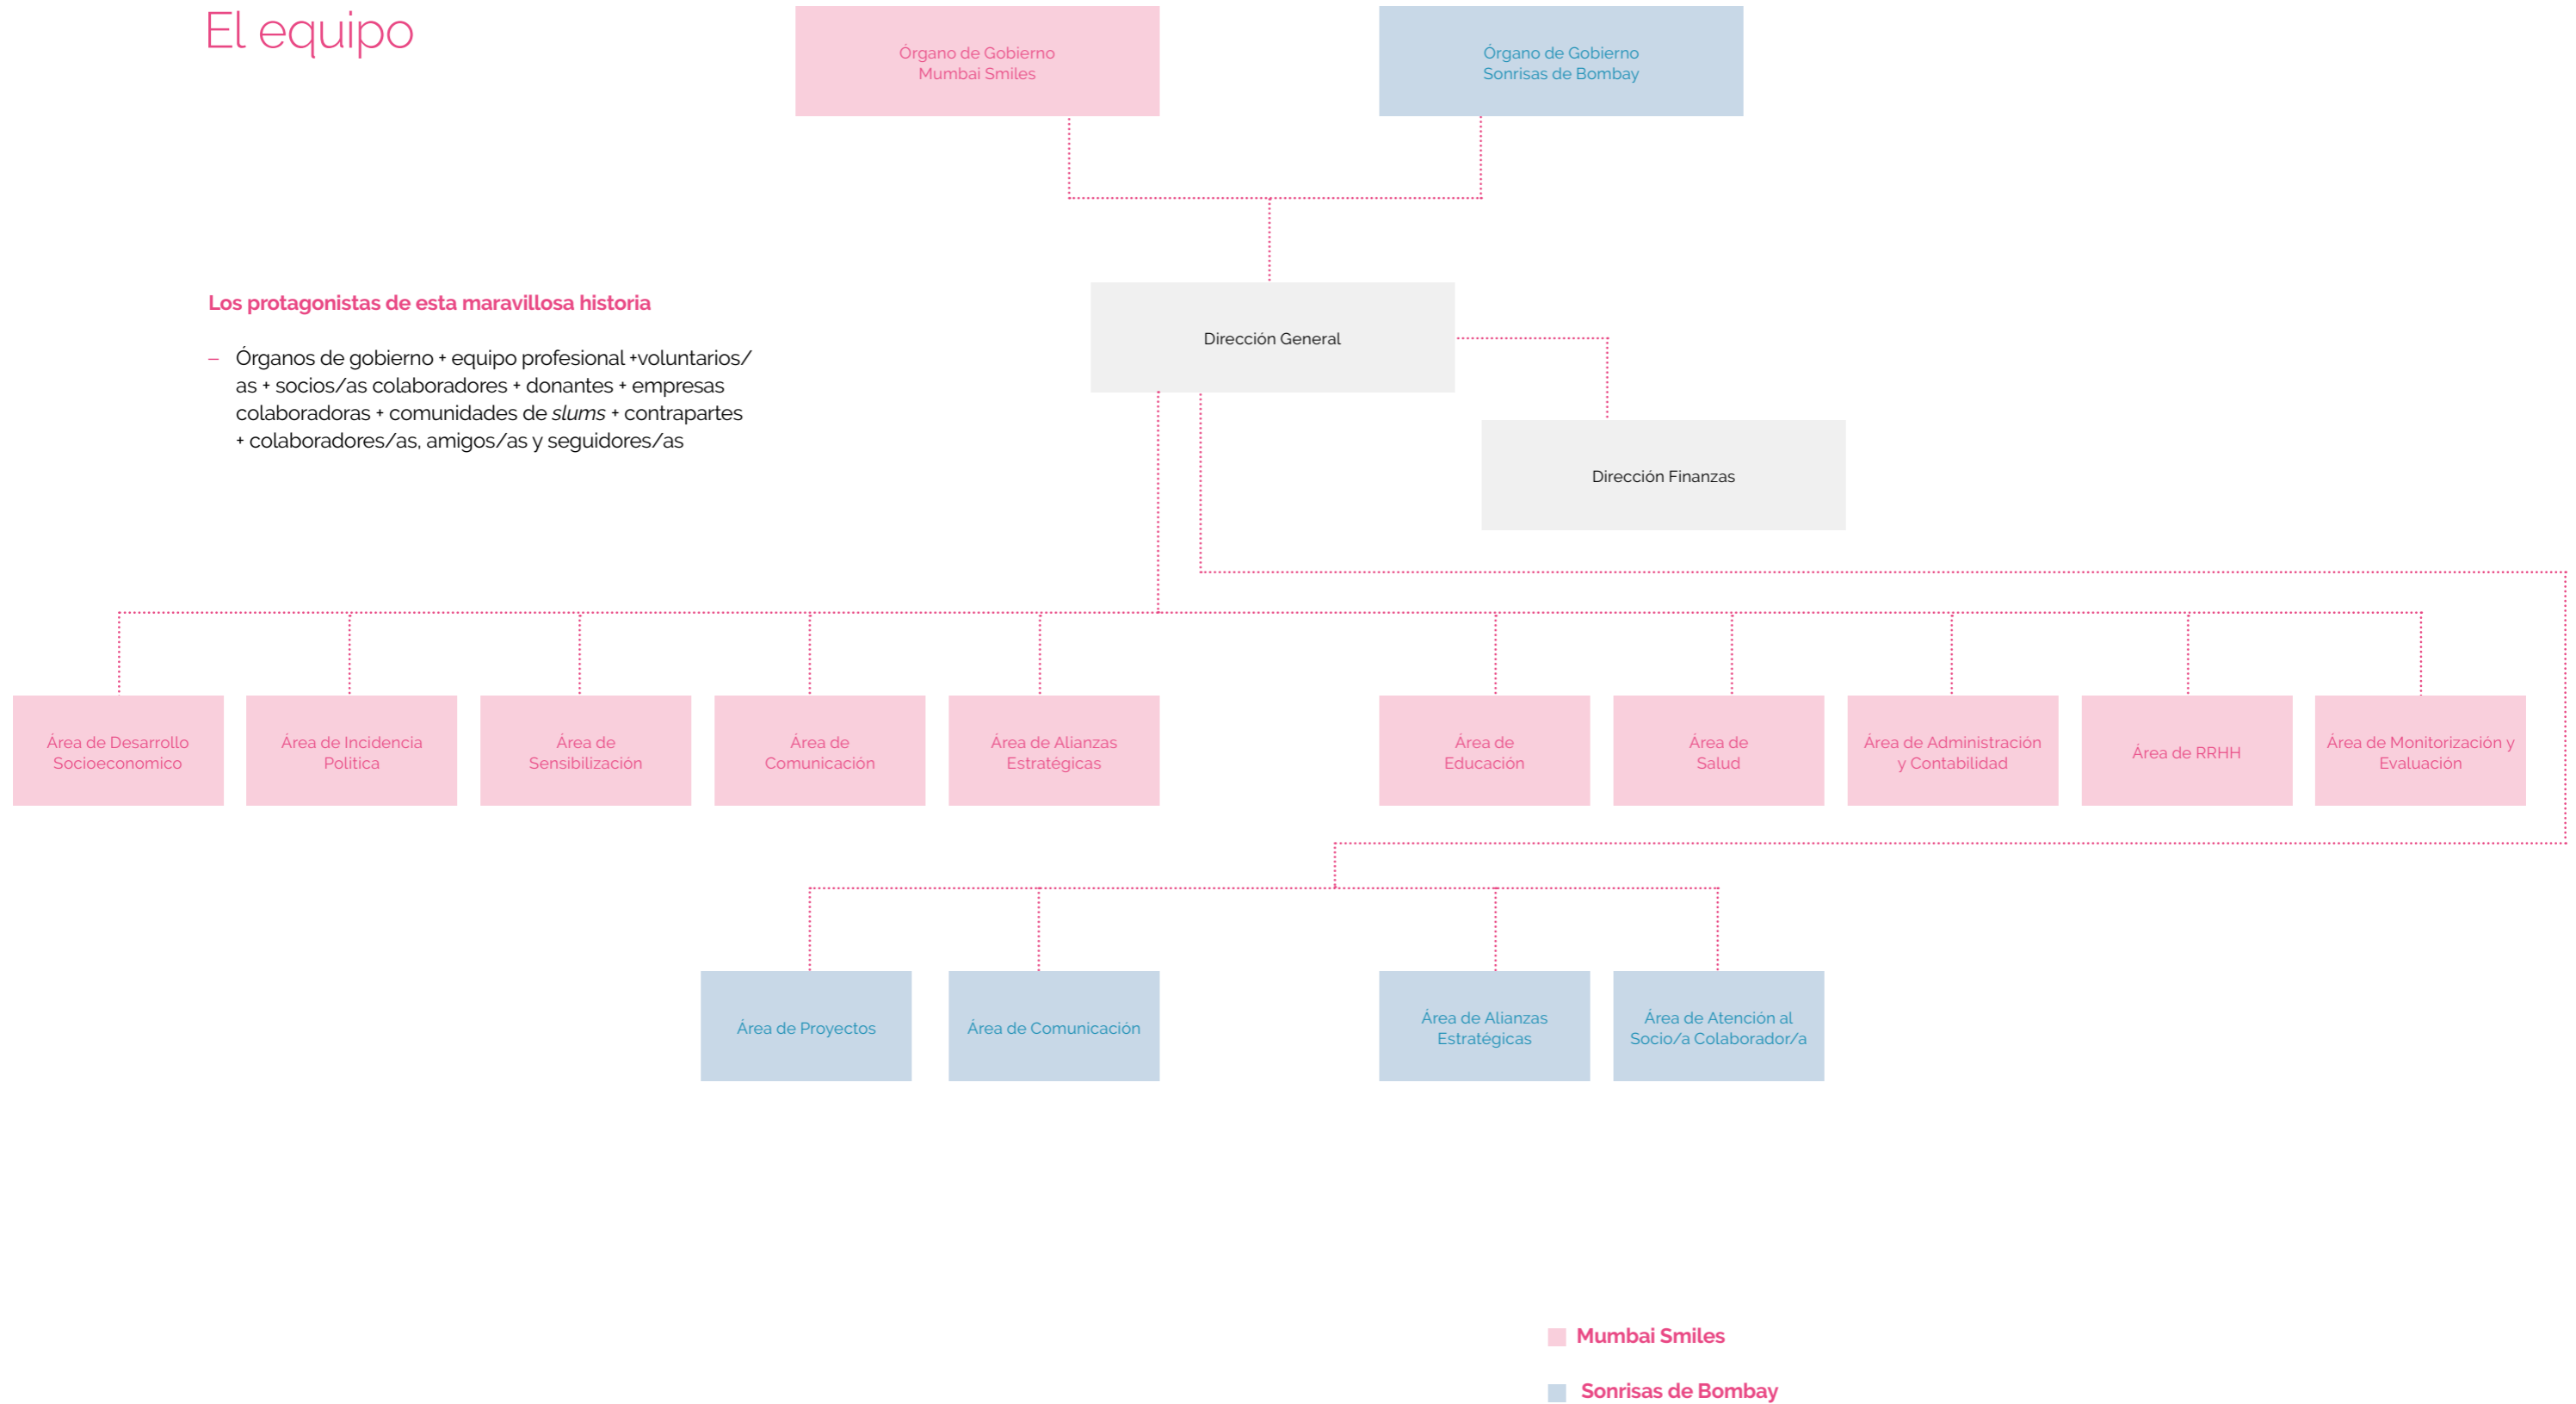 El equipo
Órgano de Gobierno
Mumbai Smiles
Órgano de Gobierno
Sonrisas de Bombay
Los protagonistas de esta maravillosa historia
– Órganos de gobierno + equipo profesional +voluntarios/
as + socios/as colaboradores + donantes + empresas
colaboradoras + comunidades de slums + contrapartes
+ colaboradores/as, amigos/as y seguidores/as
Dirección General
Dirección Finanzas
Área de Desarrollo
Socioeconomico
Área de Incidencia
Politica
Área de
Sensibilización
Área de
Comunicación
Área de Alianzas
Estratégicas
Área de
Educación
Área de
Salud
Área de Administración
y Contabilidad
Área de RRHH
Área de Monitorización y
Evaluación
Área de Proyectos
Área de Comunicación
Área de Alianzas
Estratégicas
Área de Atención al
Socio/a Colaborador/a
Mumbai Smiles
Sonrisas de Bombay